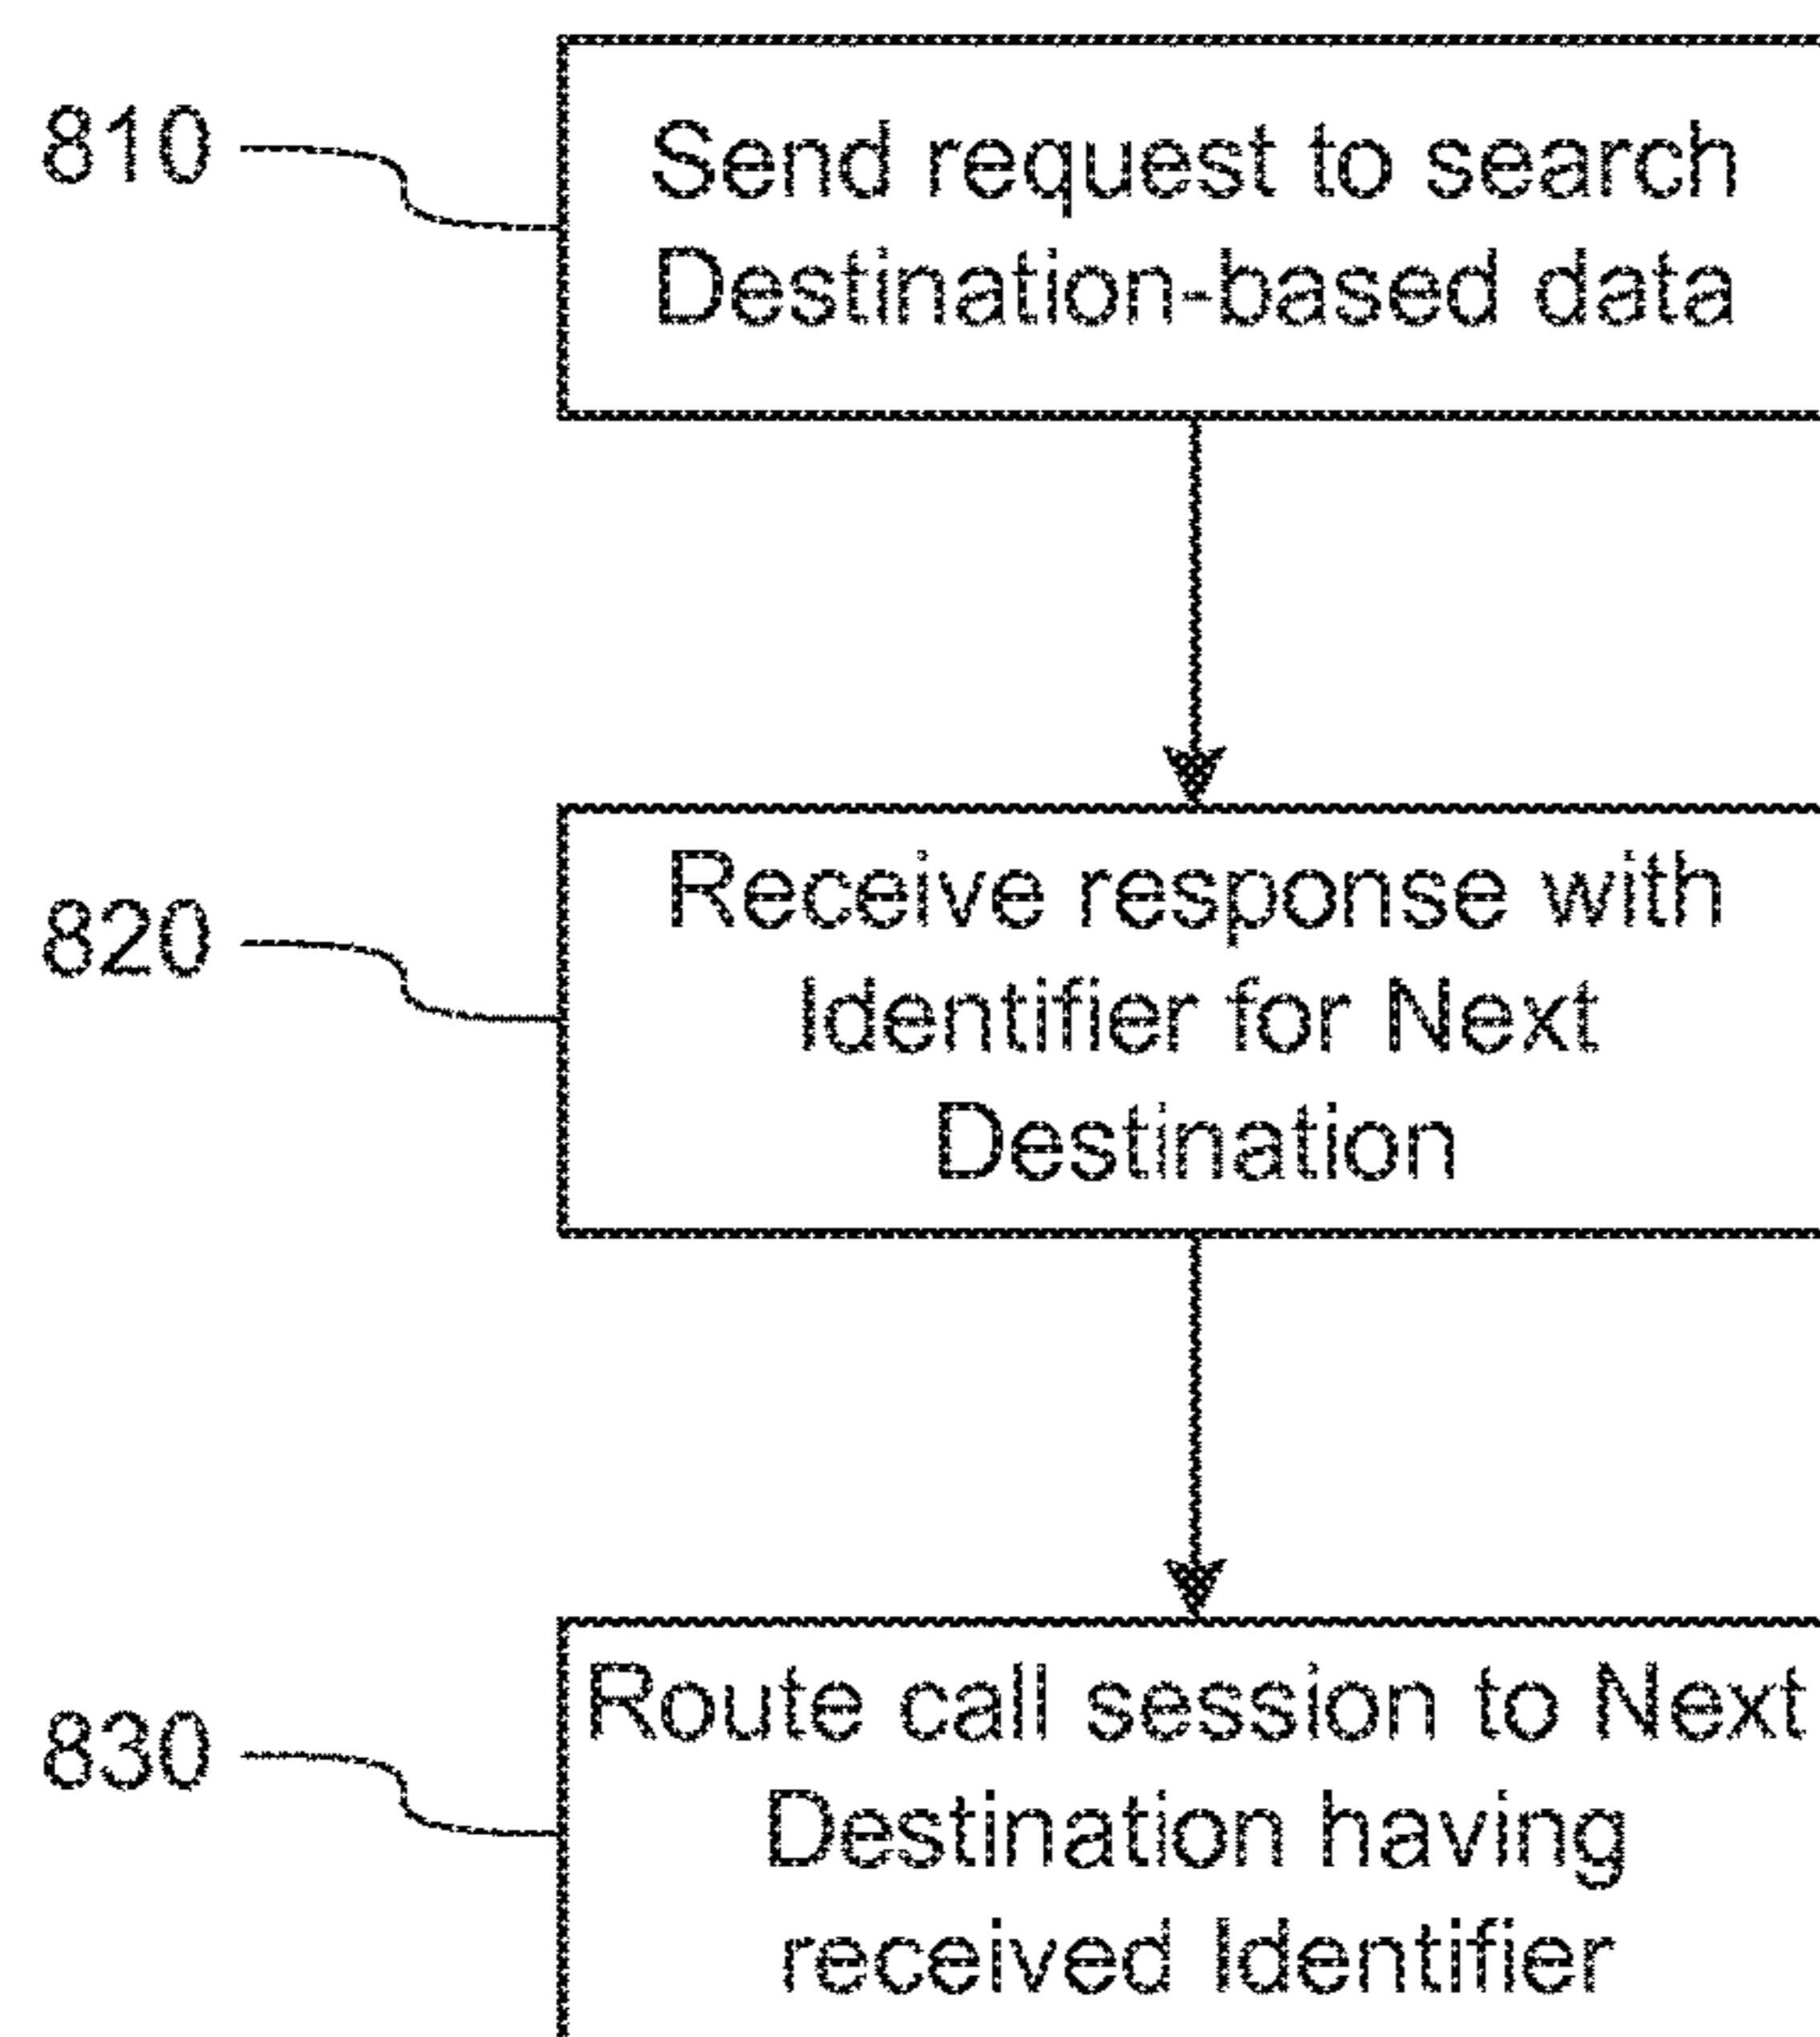 810
Send request to search
Destination-based data
820
Receive response with
Identifier for Next
Destination
830
Route call session to Next
Destination having
received Identifier